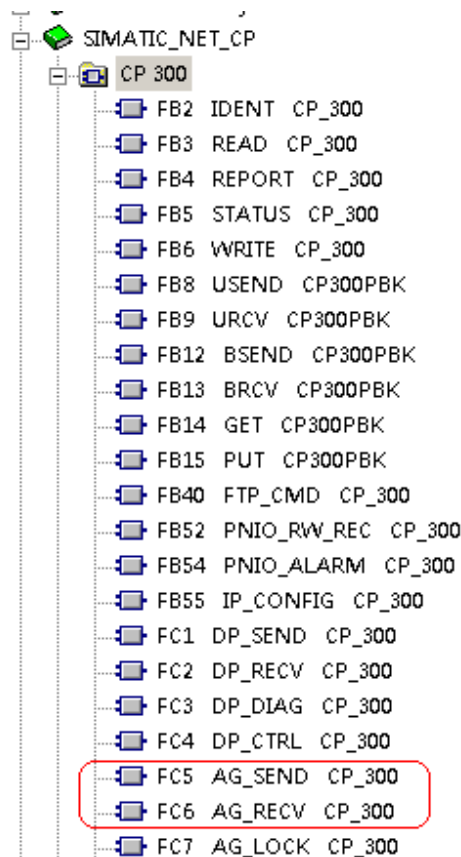 SIMATIC_NET_CP
CP 300
FB2 IDENT CP_300
FB3 READ CP_300
FB4 REPORT CP_300
FB5 STATUS CP_300
FB6 WRITE CP_300
FB8 USEND CP300PBK
FB9 URCV CP300PBK
FB12 BSEND CP300PBK
FB13 BRCV CP300PBK
FB14 GET CP300PBK
FB15 PUT CP300PBK
FB40 FTP_CMD CP_300
FB52 PNIO_RW_REC CP_300
FB54 PNIO_ALARM CP_300
FB55 IP_CONFIG CP_300
FC1 DP_SEND CP_300
FC2 DP_RECV CP_300
FC3 DP_DIAG CP_300
FC4 DP_CTRL CP_300
FC5 AG_SEND CP_300
FC6 AG_RECV CP_300
FC7 AG_LOCK CP_300